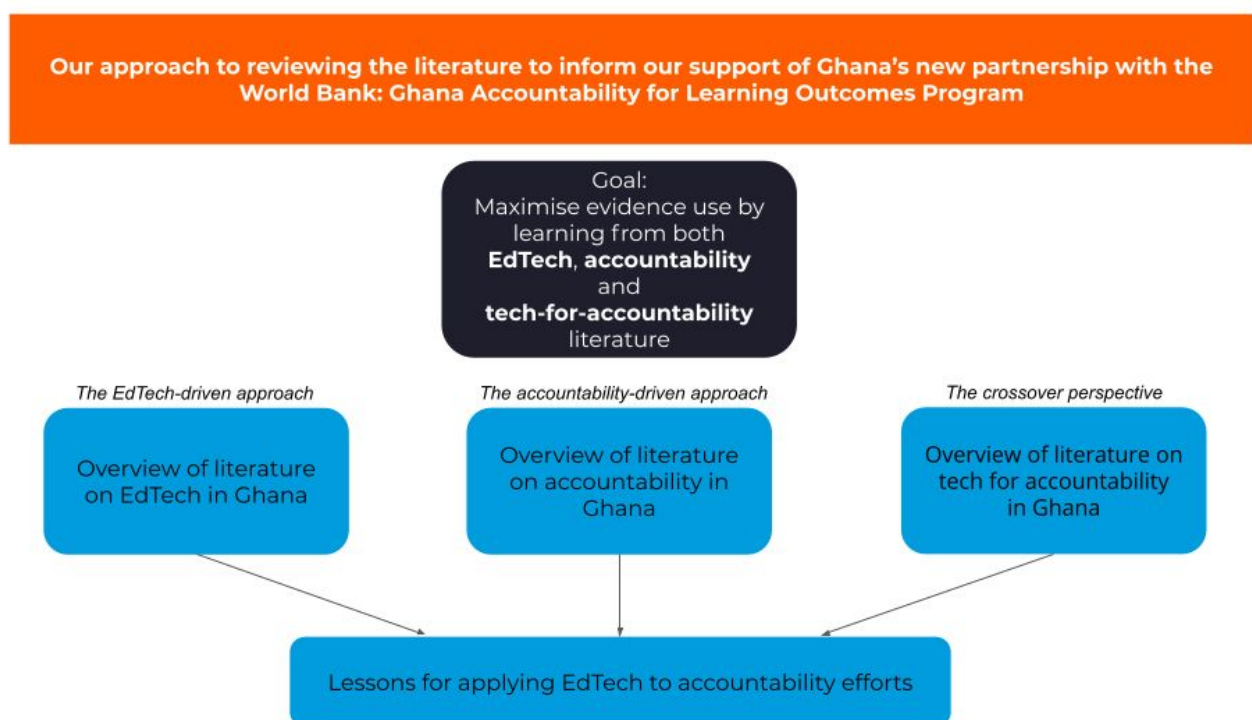 Our approach to reviewing the literature to inform our support of Ghana's new partnership with the
World Bank: Ghana Accountability for Learning Outcomes Program
Goal:
Maximise evidence use by
learning from both
EdTech, accountability
and
tech-for-accountability
literature
The EdTech-driven approach
The accountability-driven approach
The crossover perspective
Overview of literature
on EdTech in Ghana
Overview of literature
on accountability in
Ghana
Overview of literature on
tech for accountability
in Ghana
Lessons for applying EdTech to accountability efforts